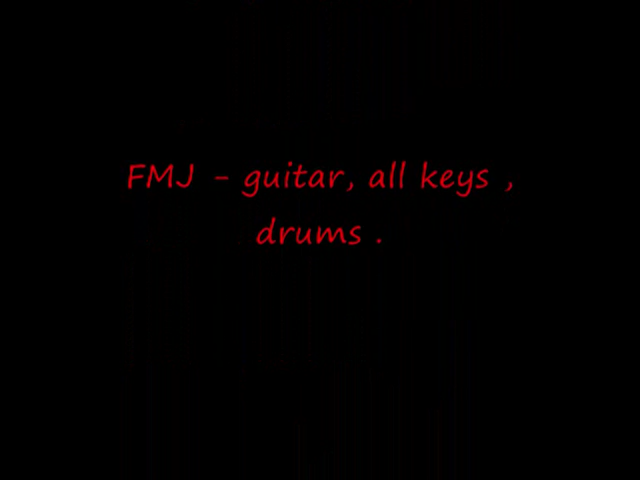 FMJ - guitar, all keys ,
drums .